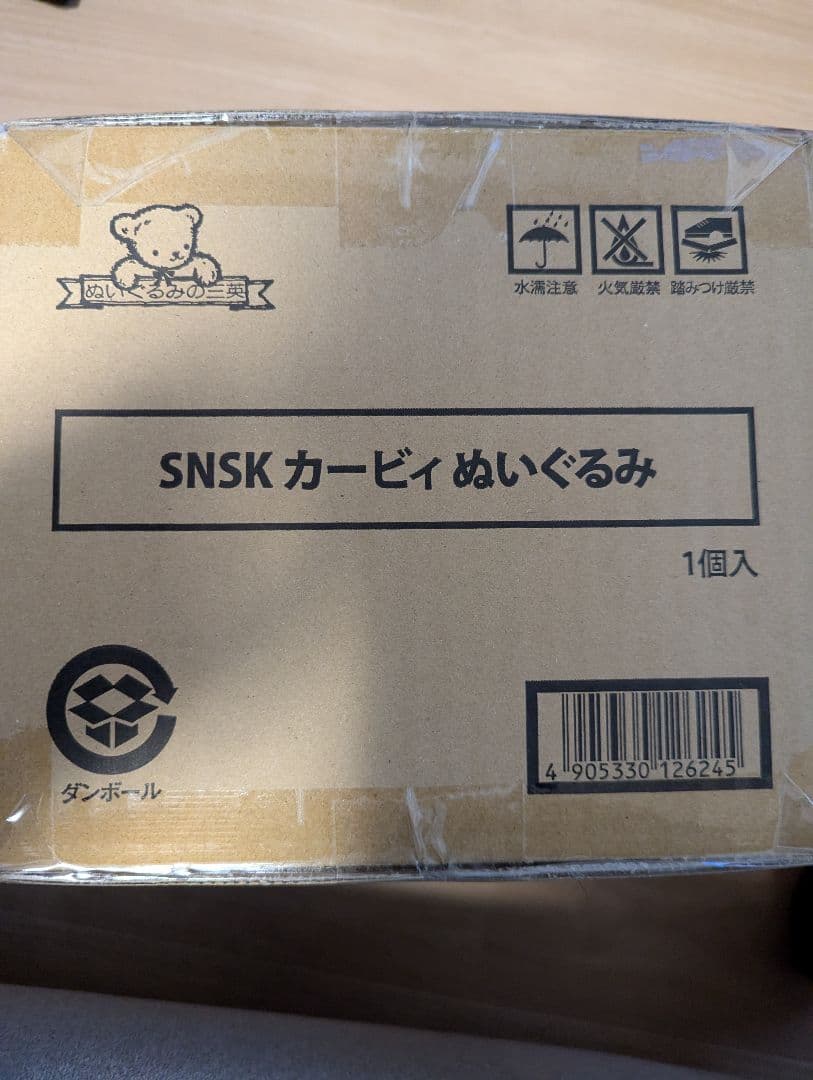 ぬいぐるみの三英
水濡注意 火気厳禁 踏みつけ厳禁
SNSK カービィ ぬいぐるみ
1個入
ダンボール
4 905330 126245